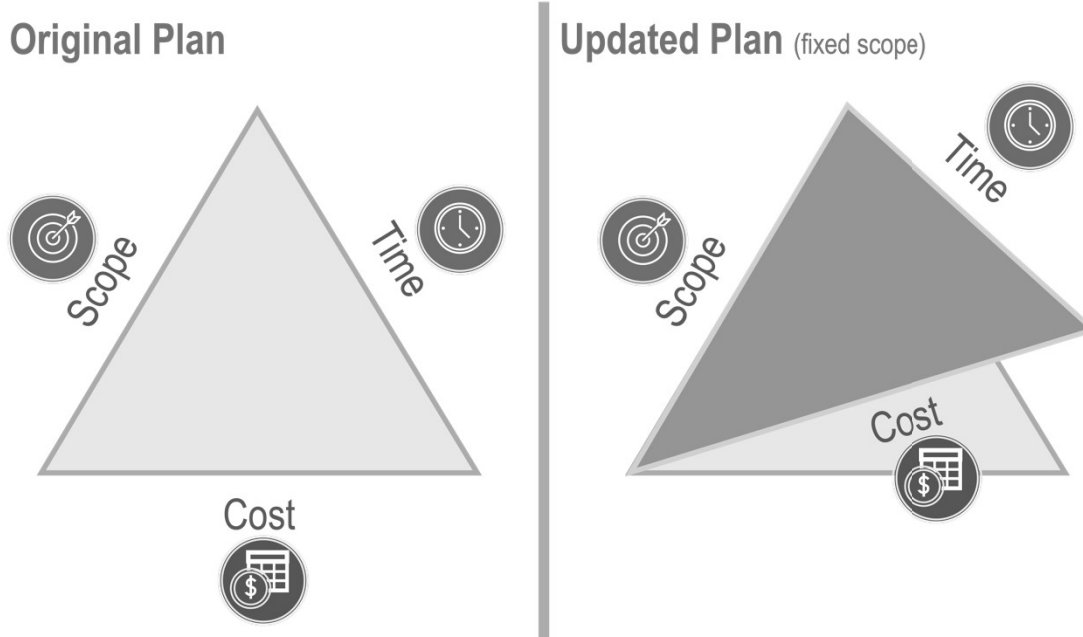 Original Plan
Scope
Time
Cost
$
Updated Plan (fixed scope)
Scope
Time
Cost
$